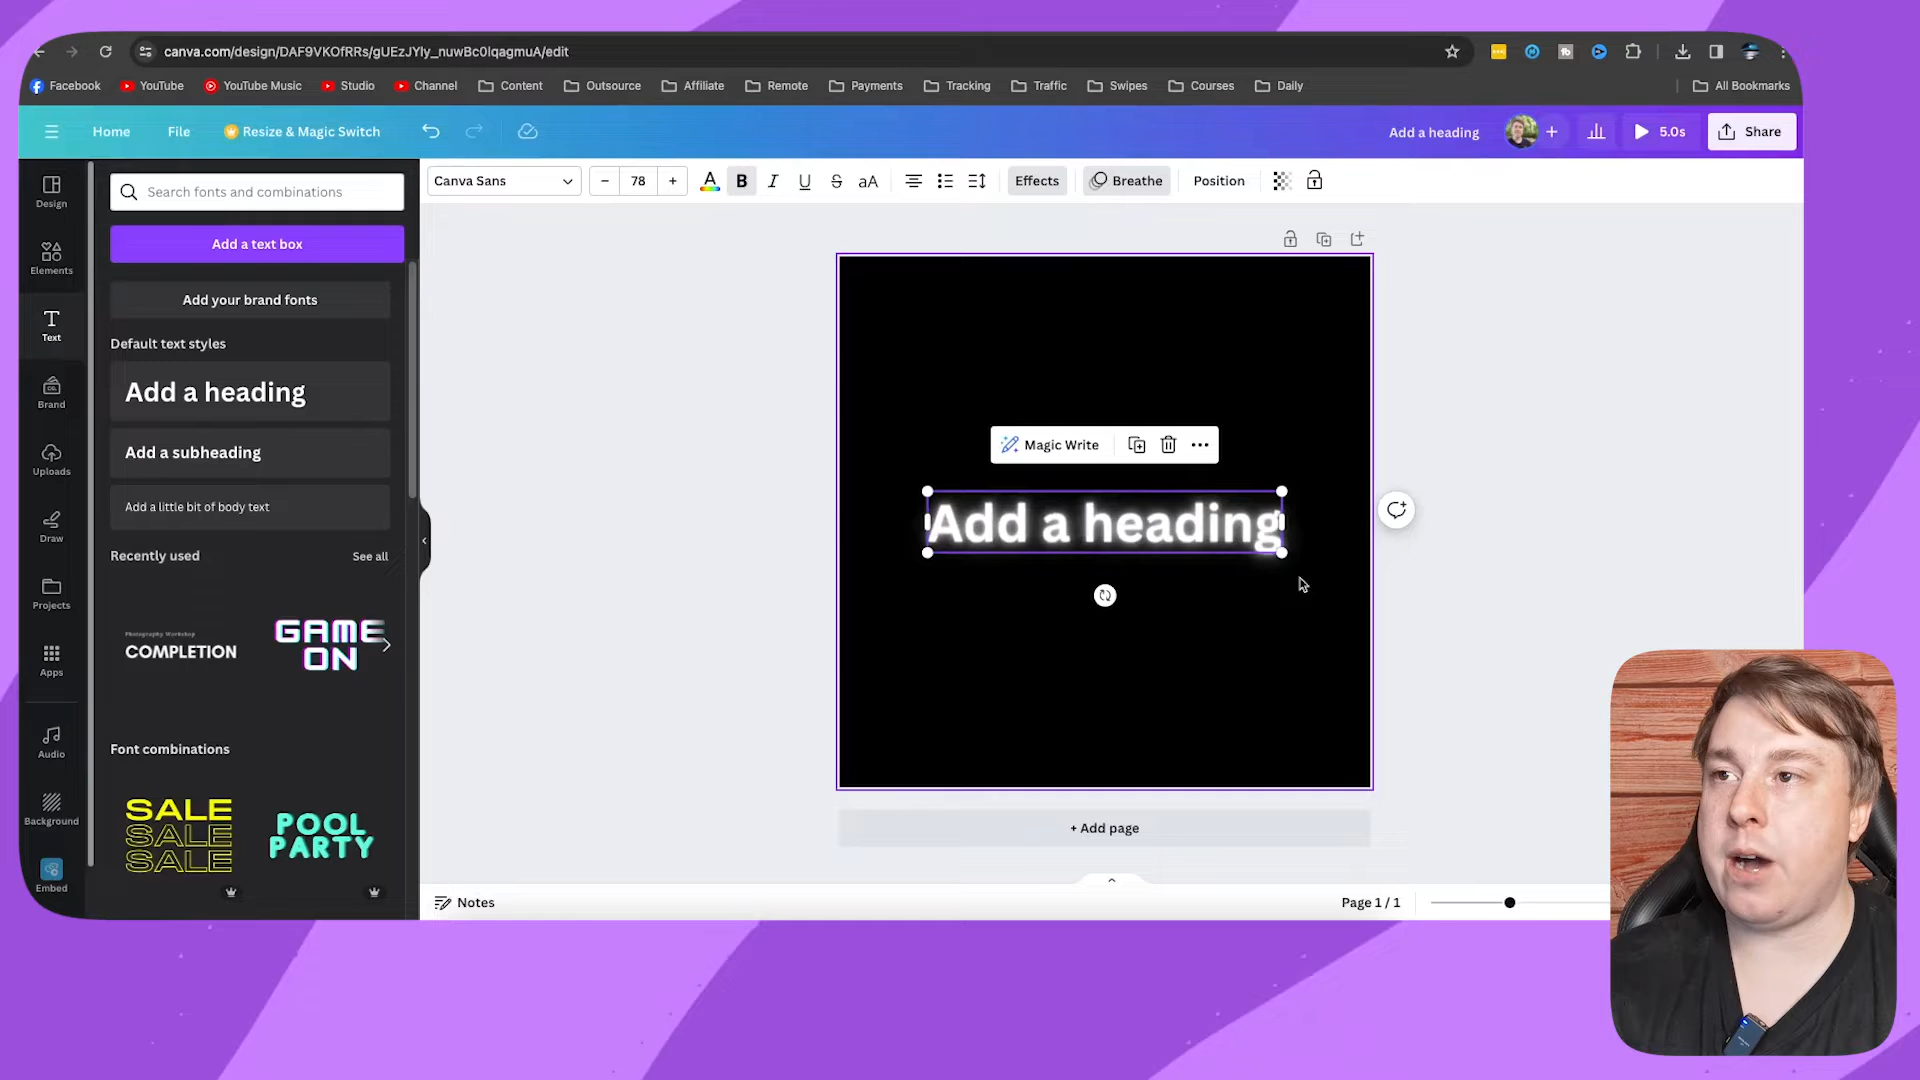 canva.com/design/DAF9VKOfRRs/gUEzJYly_nuwBc0lqagmuA/edit
Facebook YouTube YouTube Music Studio Channel Content Outsource Affiliate Remote Payments Tracking Traffic Swipes Courses Daily All Bookmarks
Home File Resize & Magic Switch Add a heading 5.0s Share
Canva Sans 78 A B I U S aA Effects Breathe Position
Design
Elements
Text
Brand
Uploads
Draw
Projects
Apps
Audio
Background
Embed
Search fonts and combinations
Add a text box
Add your brand fonts
Default text styles
Add a heading
Add a subheading
Add a little bit of body text
Recently used See all
Photography Workshop
COMPLETION
GAME
ON
Font combinations
SALE
SALE
SALE
POOL
PARTY
Magic Write
Add a heading
+ Add page
Notes Page 1 / 1